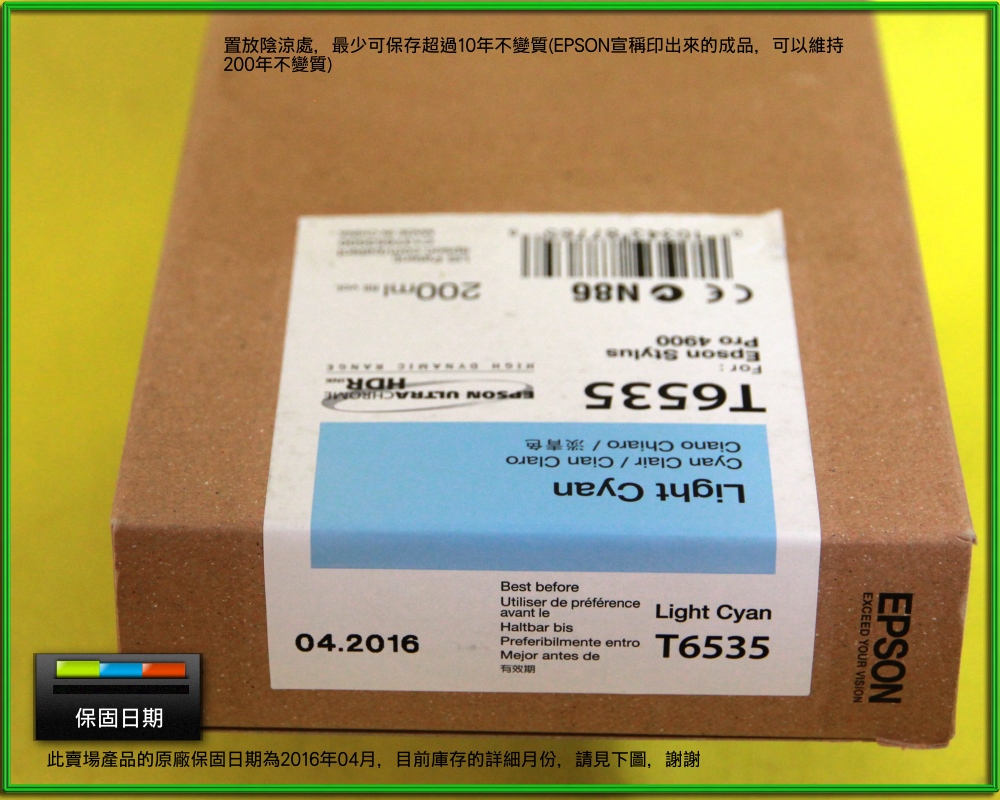 置放陰涼處，最少可保存超過10年不變質(EPSON宣稱印出來的成品，可以維持
200年不變質)
200ml
N86
For :
Epson Stylus
Pro 4900
T6535
EPSON ULTRACHROME
HDR INK
HIGH DYNAMIC RANGE
Light Cyan
Cyan Clair / Cian Claro
Ciano Chiaro / 淡青色
Best before
Utiliser de préférence
avant le
Haltbar bis
Preferibilmente entro
Mejor antes de
有效期
04.2016
Light Cyan
T6535
EPSON
EXCEED YOUR VISION
保固日期
此賣場產品的原廠保固日期為2016年04月，目前庫存的詳細月份，請見下圖，謝謝